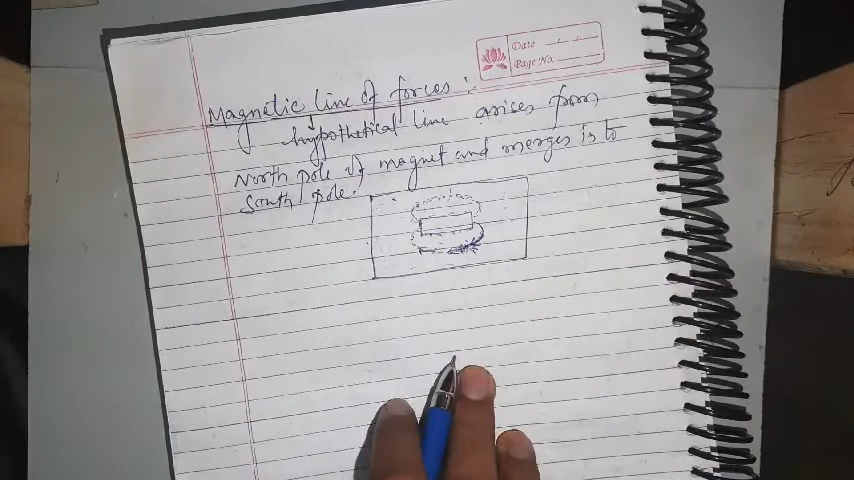 Date
Page No.
Magnetic line of forces :
hypothetical line arises from
North pole of magnet and merges in to
South pole.